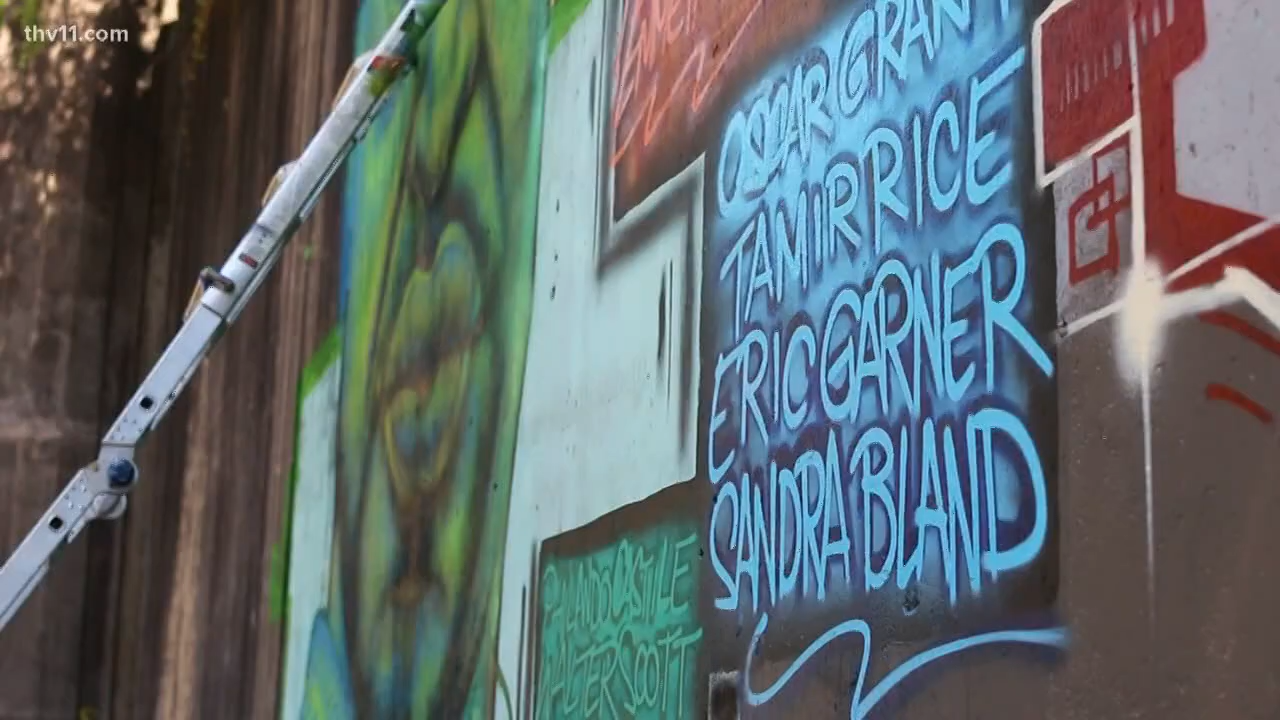 thv11.com
OSCAR GRANT
TAMIR RICE
ERIC GARNER
SANDRA BLAND
PHILANDO CASTILE
WALTER SCOTT